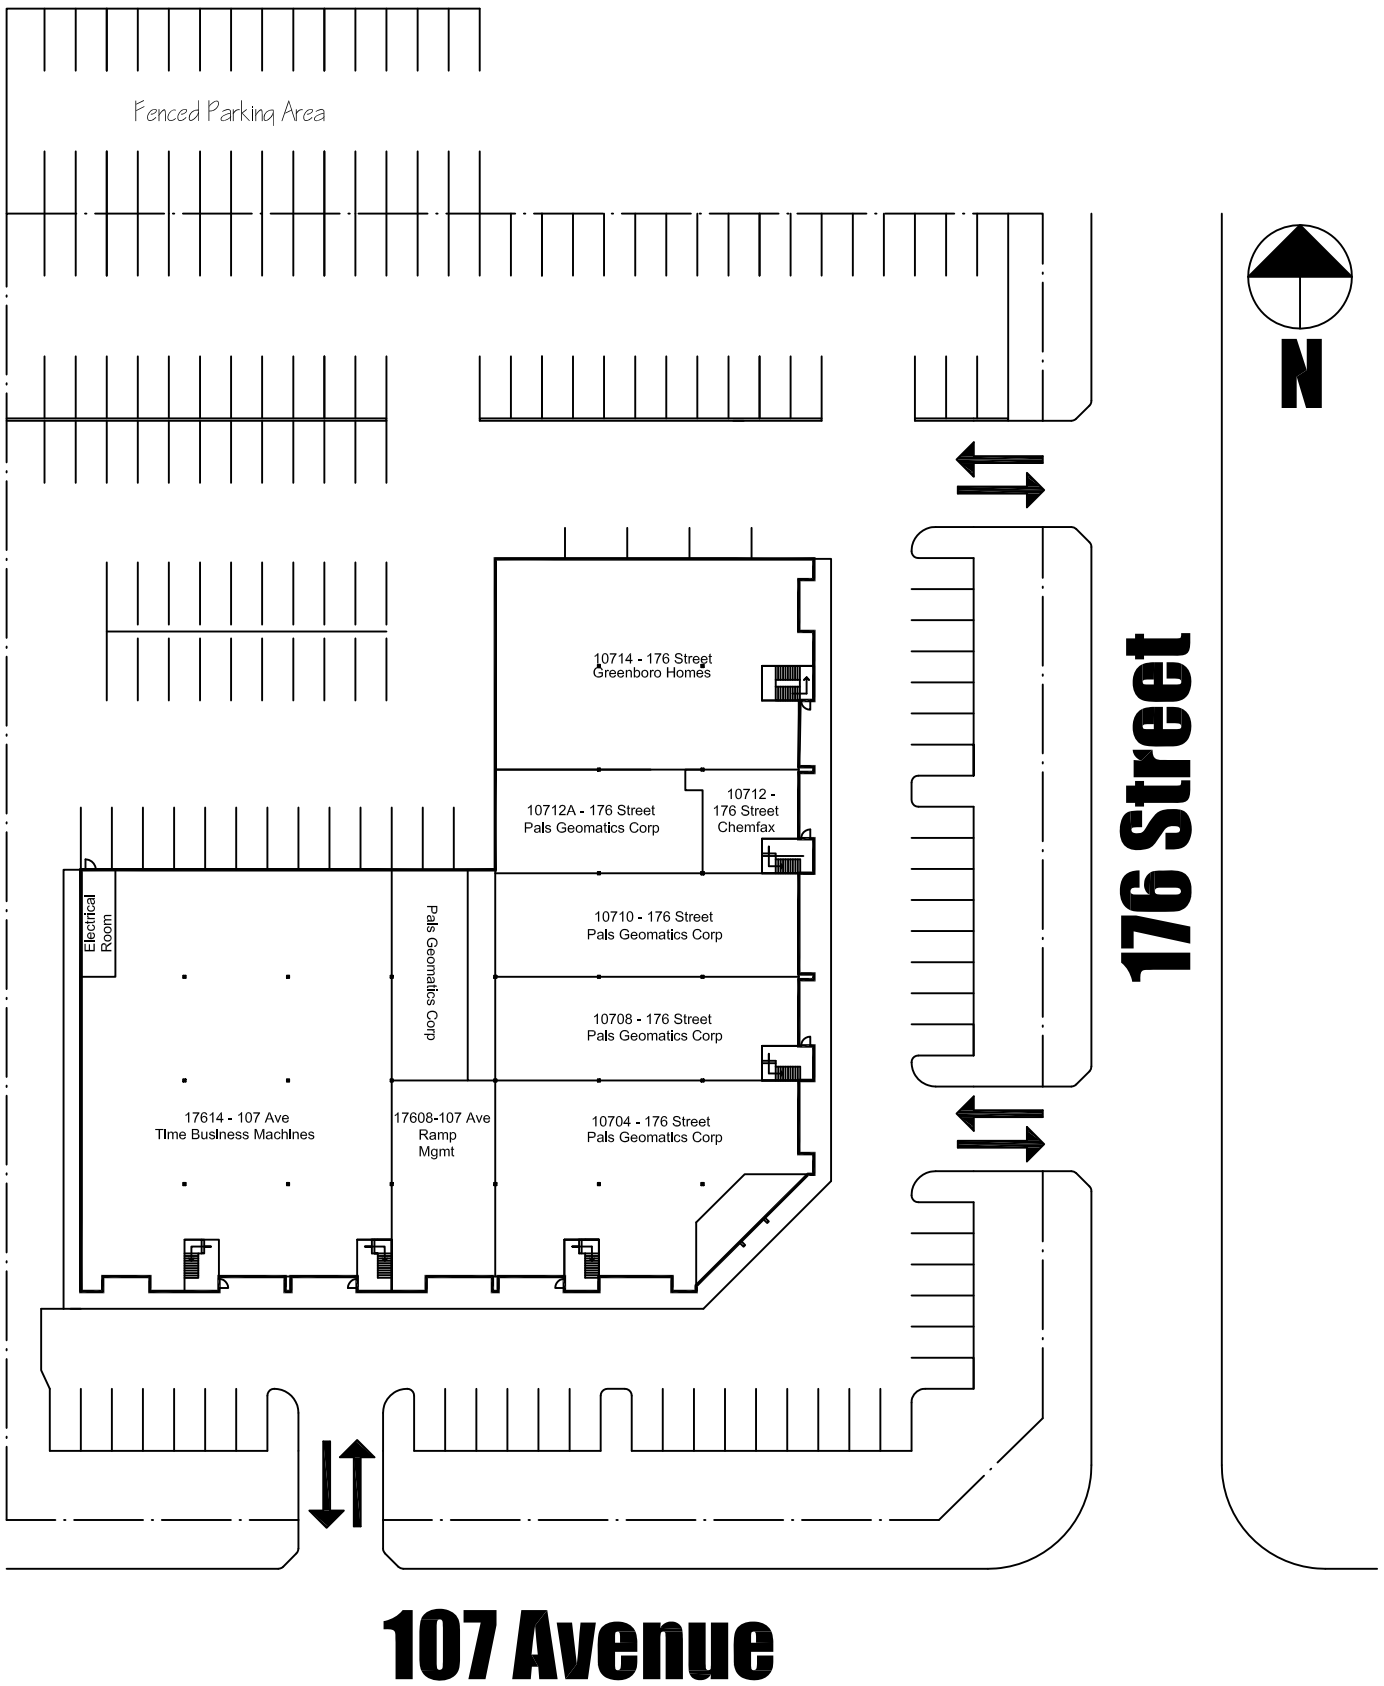 Fenced Parking Area
N
10714 - 176 Street
Greenboro Homes
176 Street
10712A - 176 Street
Pals Geomatics Corp
10712 -
176 Street
Chemfax
Electrical
Room
Pals Geomatics Corp
10710 - 176 Street
Pals Geomatics Corp
10708 - 176 Street
Pals Geomatics Corp
17614 - 107 Ave
Time Business Machines
17608-107 Ave
Ramp
Mgmt
10704 - 176 Street
Pals Geomatics Corp
107 Avenue